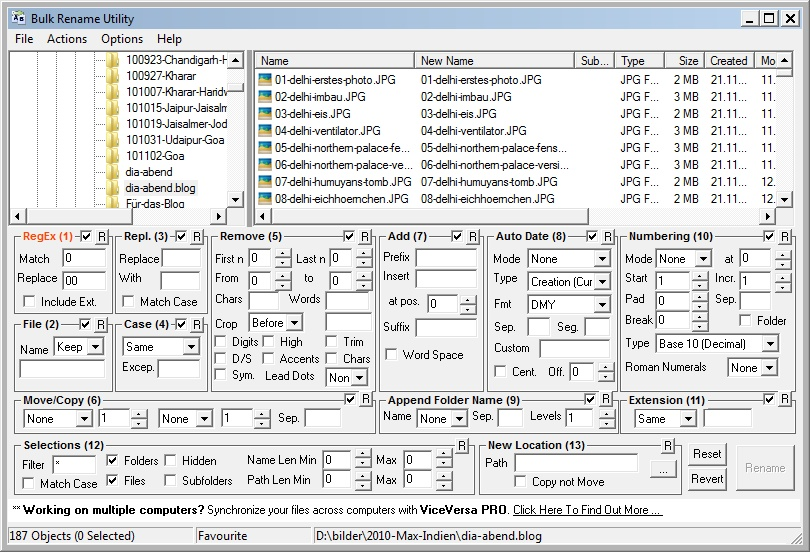 Bulk Rename Utility
File Actions Options Help
100923-Chandigarh-H
100927-Kharar
101007-Kharar-Haridw
101015-Jaipur-Jaisalm
101019-Jaisalmer-Jod
101031-Udaipur-Goa
101102-Goa
dia-abend
dia-abend.blog
Für-das-Blog
Name New Name Sub... Type Size Created Mo
01-delhi-erstes-photo.JPG 01-delhi-erstes-photo.JPG JPG F... 2 MB 21.11... 11.
02-delhi-imbau.JPG 02-delhi-imbau.JPG JPG F... 3 MB 21.11... 11.
03-delhi-eis.JPG 03-delhi-eis.JPG JPG F... 2 MB 21.11... 11.
04-delhi-ventilator.JPG 04-delhi-ventilator.JPG JPG F... 2 MB 21.11... 11.
05-delhi-northern-palace-fe... 05-delhi-northern-palace-fens... JPG F... 3 MB 21.11... 11.
06-delhi-northern-palace-ve... 06-delhi-northern-palace-versi... JPG F... 3 MB 21.11... 11.
07-delhi-humuyans-tomb.JPG 07-delhi-humuyans-tomb.JPG JPG F... 2 MB 21.11... 12.
08-delhi-eichhoernchen.JPG 08-delhi-eichhoernchen.JPG JPG F... 2 MB 21.11... 12.
RegEx (1) R
Match 0
Replace 00
Include Ext.
Repl. (3) R
Replace
With
Match Case
Remove (5) R
First n 0 Last n 0
From 0 to 0
Chars Words
Crop Before
Digits High Trim
D/S Accents Chars
Sym. Lead Dots Non
Add (7) R
Prefix
Insert
at pos. 0
Suffix
Word Space
Auto Date (8) R
Mode None
Type Creation (Cur
Fmt DMY
Sep. Seg.
Custom
Cent. Off. 0
Numbering (10) R
Mode None at 0
Start 1 Incr. 1
Pad 0 Sep.
Break 0 Folder
Type Base 10 (Decimal)
Roman Numerals None
File (2) R
Name Keep
Case (4) R
Same
Excep.
Move/Copy (6) R
None 1 None 1 Sep.
Append Folder Name (9) R
Name None Sep. Levels 1
Extension (11) R
Same
Selections (12) R
Filter * Folders Hidden Name Len Min 0 Max 0
Match Case Files Subfolders Path Len Min 0 Max 0
New Location (13) R
Path ...
Copy not Move
Reset
Revert
Rename
** Working on multiple computers? Synchronize your files across computers with ViceVersa PRO. Click Here To Find Out More ...
187 Objects (0 Selected) Favourite D:\bilder\2010-Max-Indien\dia-abend.blog